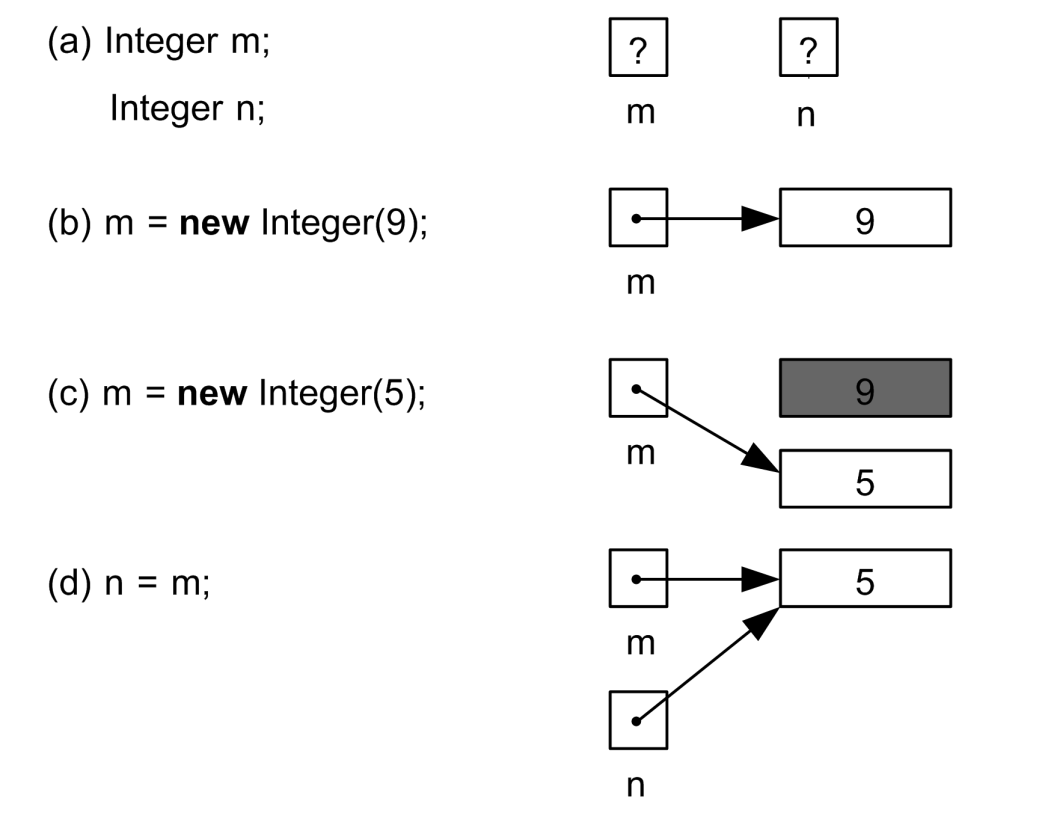 (a) Integer m;
? ?
Integer n;
m n
(b) m = new Integer(9);
9
m
(c) m = new Integer(5);
9
m
5
(d) n = m;
5
m
n